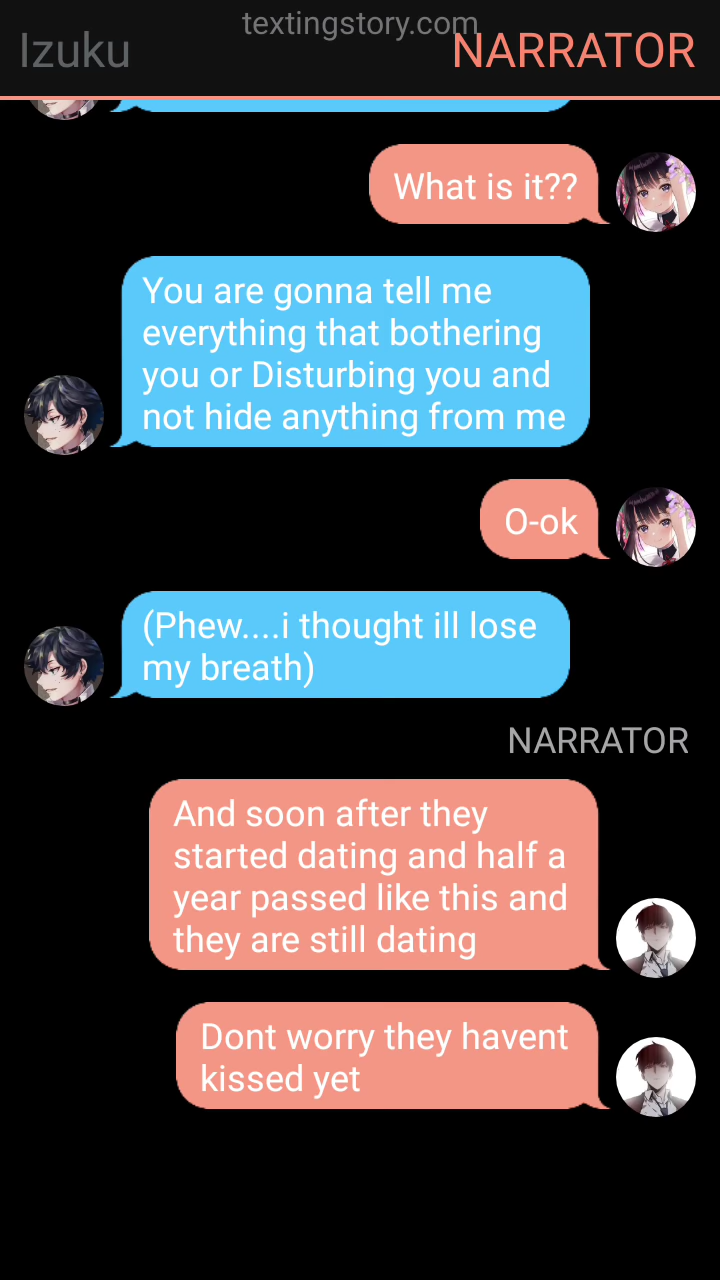 textingstory.com
Izuku
NARRATOR
What is it??
You are gonna tell me
everything that bothering
you or Disturbing you and
not hide anything from me
O-ok
(Phew....i thought ill lose
my breath)
NARRATOR
And soon after they
started dating and half a
year passed like this and
they are still dating
Dont worry they havent
kissed yet